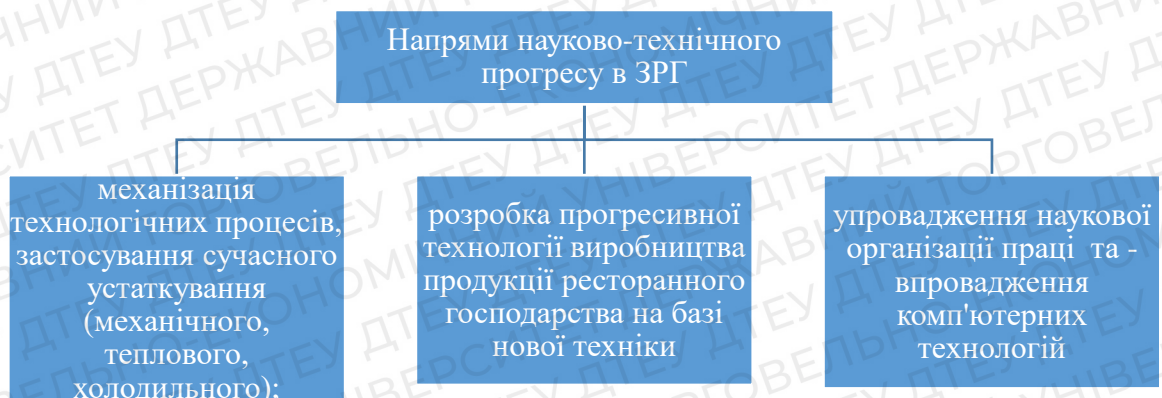 Напрями науково-технічного
прогресу в ЗРГ
механізація
технологічних процесів,
застосування сучасного
устаткування
(механічного,
теплового,
холодильного);
розробка прогресивної
технології виробництва
продукції ресторанного
господарства на базі
нової техніки
упровадження наукової
організації праці та -
впровадження
комп'ютерних
технологій